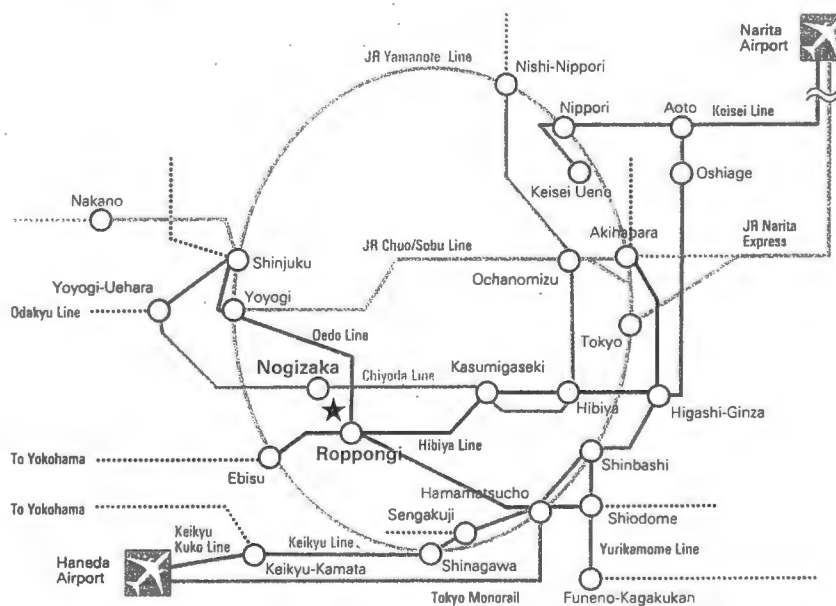 Narita
Airport
JR Yamanote Line
Nishi-Nippori
Nippori
Aoto
Keisei Line
Keisei Ueno
Oshiage
Nakano
Akihabara
JR Narita
Express
Shinjuku
JR Chuo/Sobu Line
Ochanomizu
Yoyogi-Uehara
Yoyogi
Odakyu Line
Oedo Line
Tokyo
Nogizaka
Chiyoda Line
Kasumigaseki
Hibiya
Higashi-Ginza
Hibiya Line
Roppongi
To Yokohama
Ebisu
Shinbashi
Hamamatsucho
To Yokohama
Sengakuji
Shiodome
Keikyu
Kuko Line
Keikyu Line
Yurikamome Line
Haneda
Airport
Keikyu-Kamata
Shinagawa
Tokyo Monorail
Funeno-Kagakukan